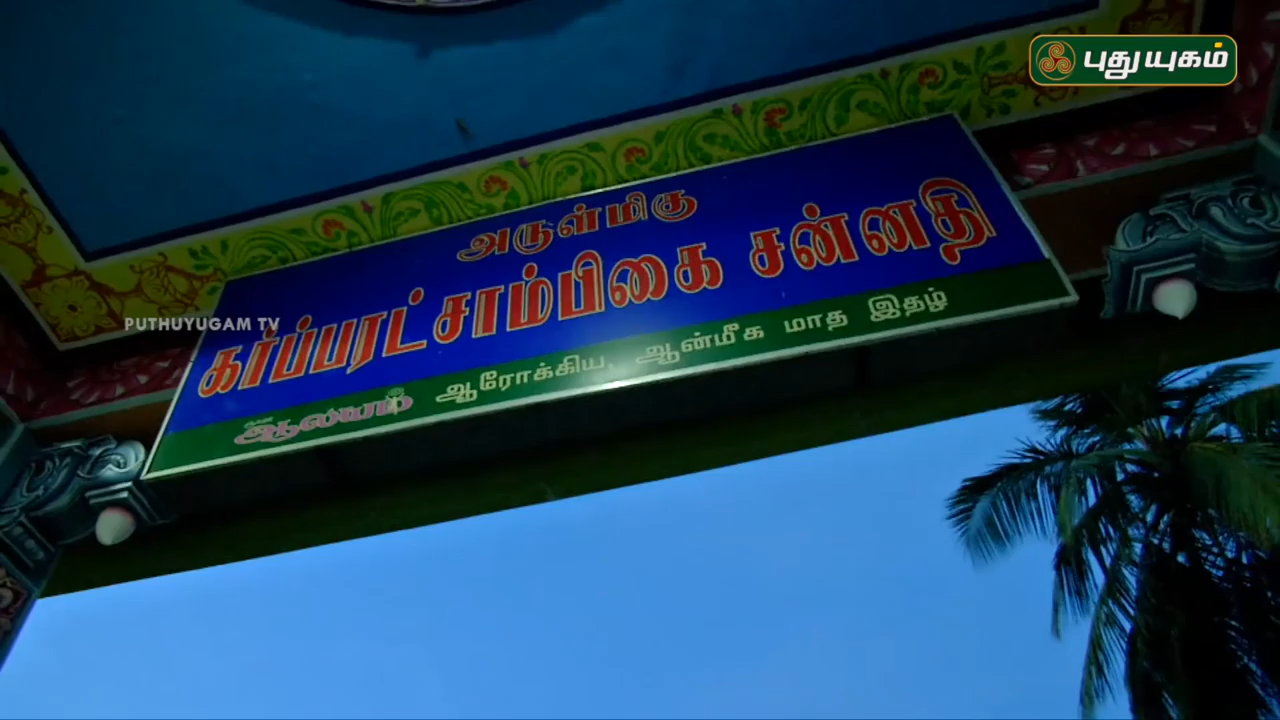 புதுயுகம்
அருள்மிகு
கர்ப்பரட்சாம்பிகை சன்னதி
PUTHUYUGAM TV
ஆலயம் ஆரோக்கிய, ஆன்மீக மாத இதழ்